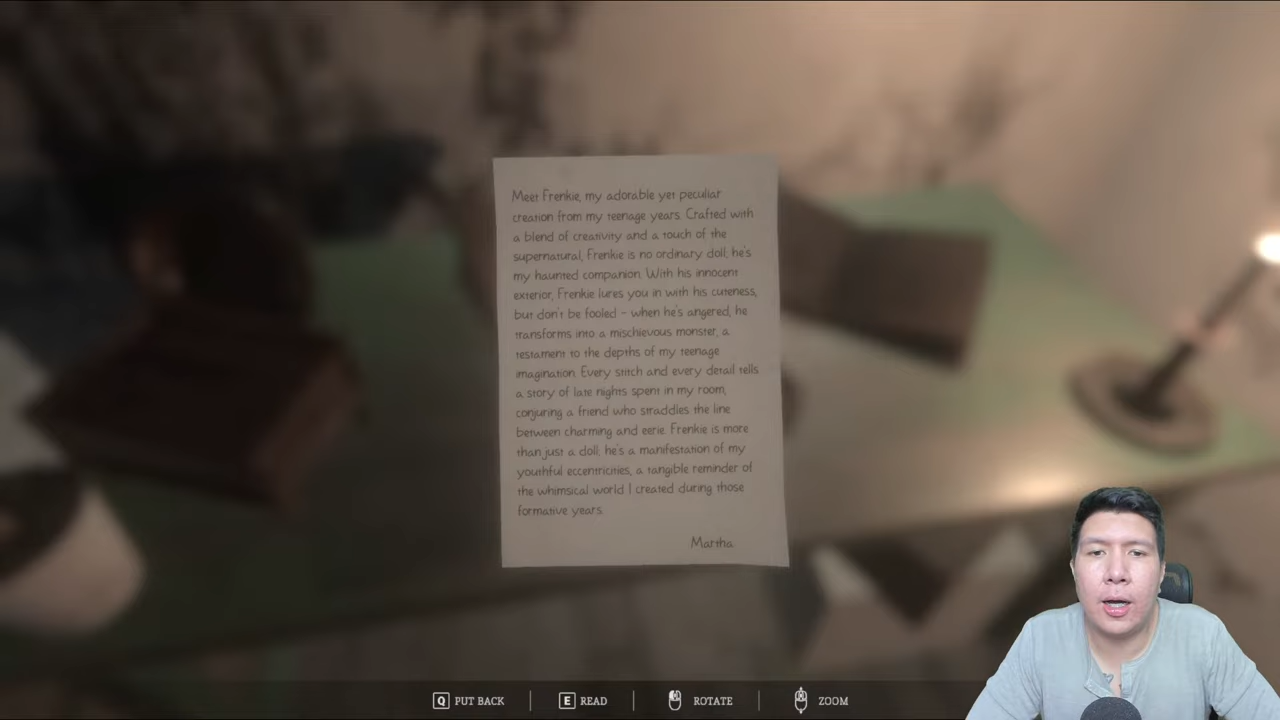 Meet Frenkie, my adorable yet peculiar
creation from my teenage years. Crafted with
a blend of creativity and a touch of the
supernatural, Frenkie is no ordinary doll; he's
my haunted companion. With his innocent
exterior, Frenkie lures you in with his cuteness,
but don't be fooled – when he's angered, he
transforms into a mischievous monster, a
testament to the depths of my teenage
imagination. Every stitch and every detail tells
a story of late nights spent in my room,
conjuring a friend who straddles the line
between charming and eerie. Frenkie is more
than just a doll; he's a manifestation of my
youthful eccentricities, a tangible reminder of
the whimsical world I created during those
formative years.
Martha
Q PUT BACK E READ ROTATE ZOOM